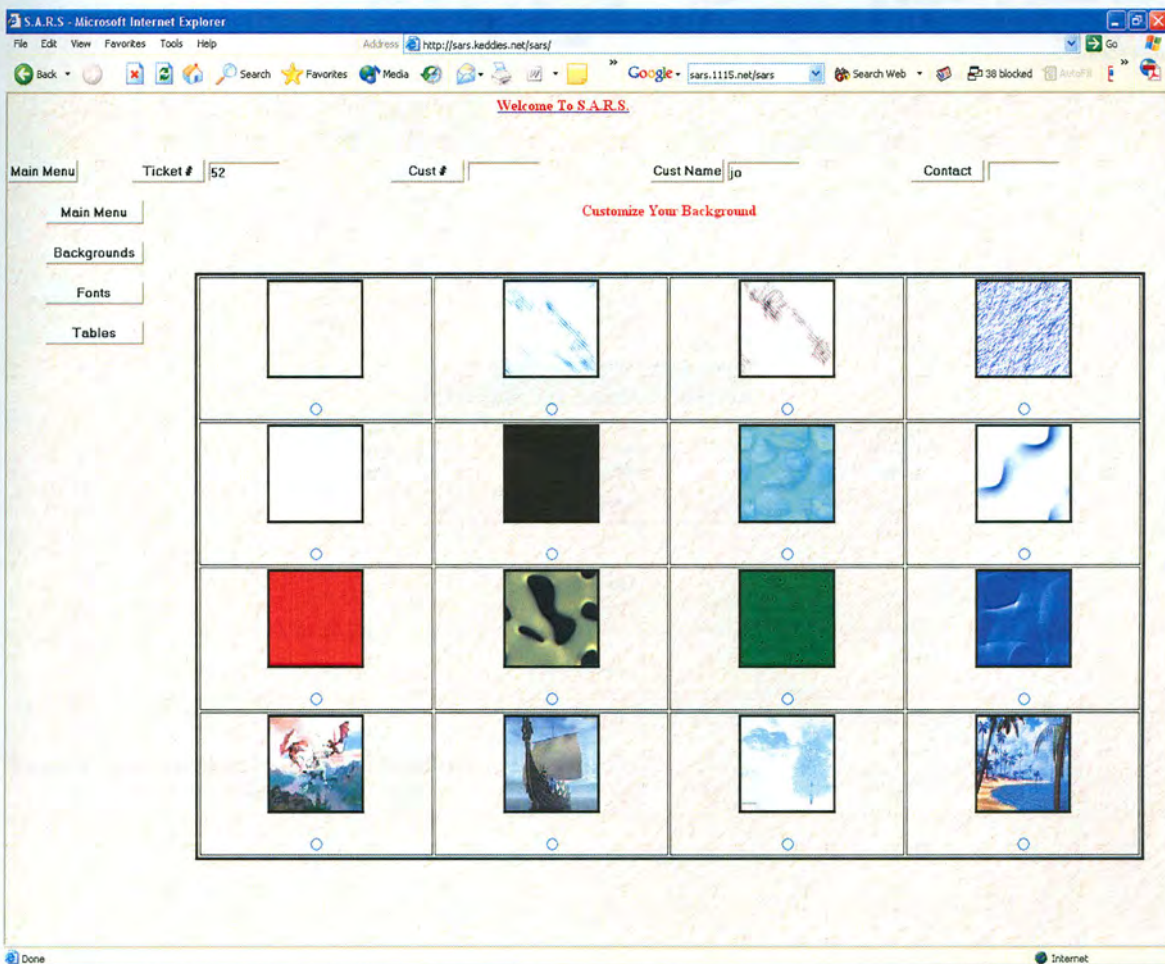 S.A.R.S - Microsoft Internet Explorer
File Edit View Favorites Tools Help Address http://sars.keddies.net/sars/ Go
Back Search Favorites Media » Google sars.1115.net/sars Search Web 38 blocked AutoFill »
Welcome To S.A.R.S.
Main Menu Ticket # 52 Cust # Cust Name jo Contact
Main Menu
Customize Your Background
Backgrounds
Fonts
Tables
Done Internet